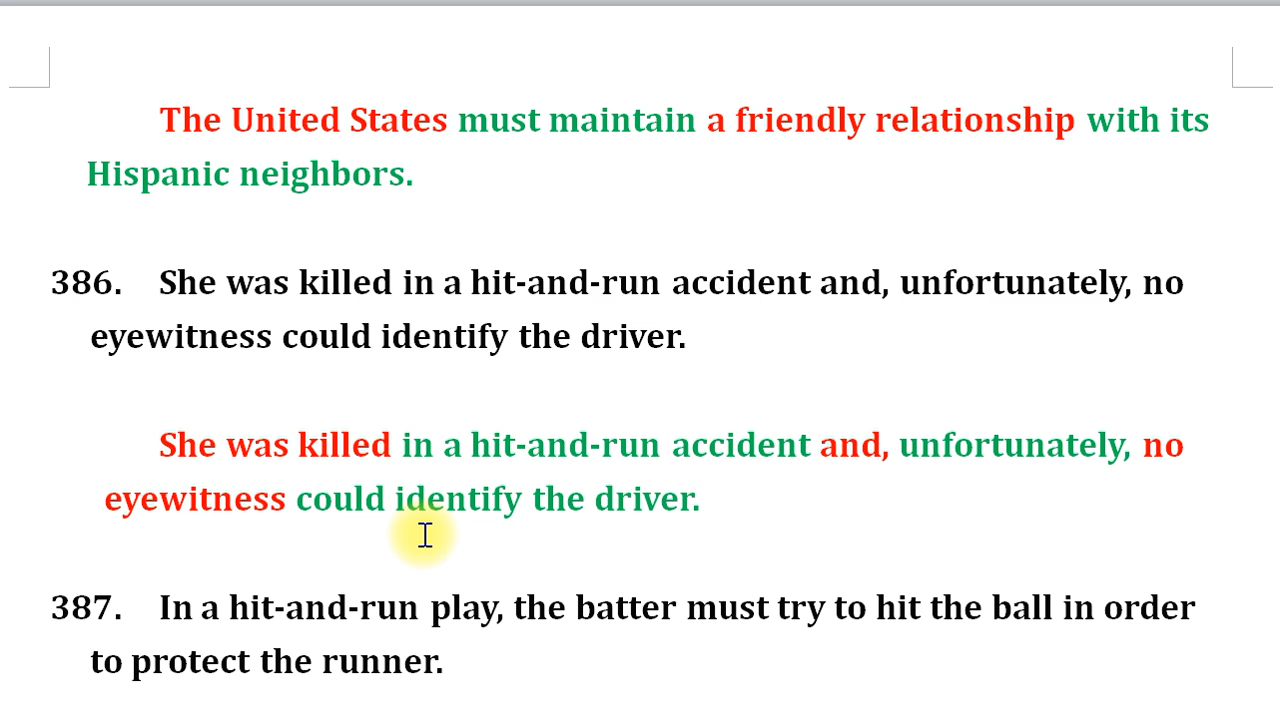 The United States must maintain a friendly relationship with its
Hispanic neighbors.
386. She was killed in a hit-and-run accident and, unfortunately, no
eyewitness could identify the driver.
She was killed in a hit-and-run accident and, unfortunately, no
eyewitness could identify the driver.
387. In a hit-and-run play, the batter must try to hit the ball in order
to protect the runner.